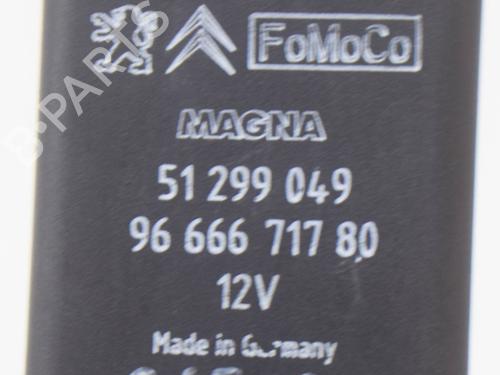 FoMoCo
MAGNA
51 299 049
96 666 717 80
12V
Made in Germany
B-PARTS